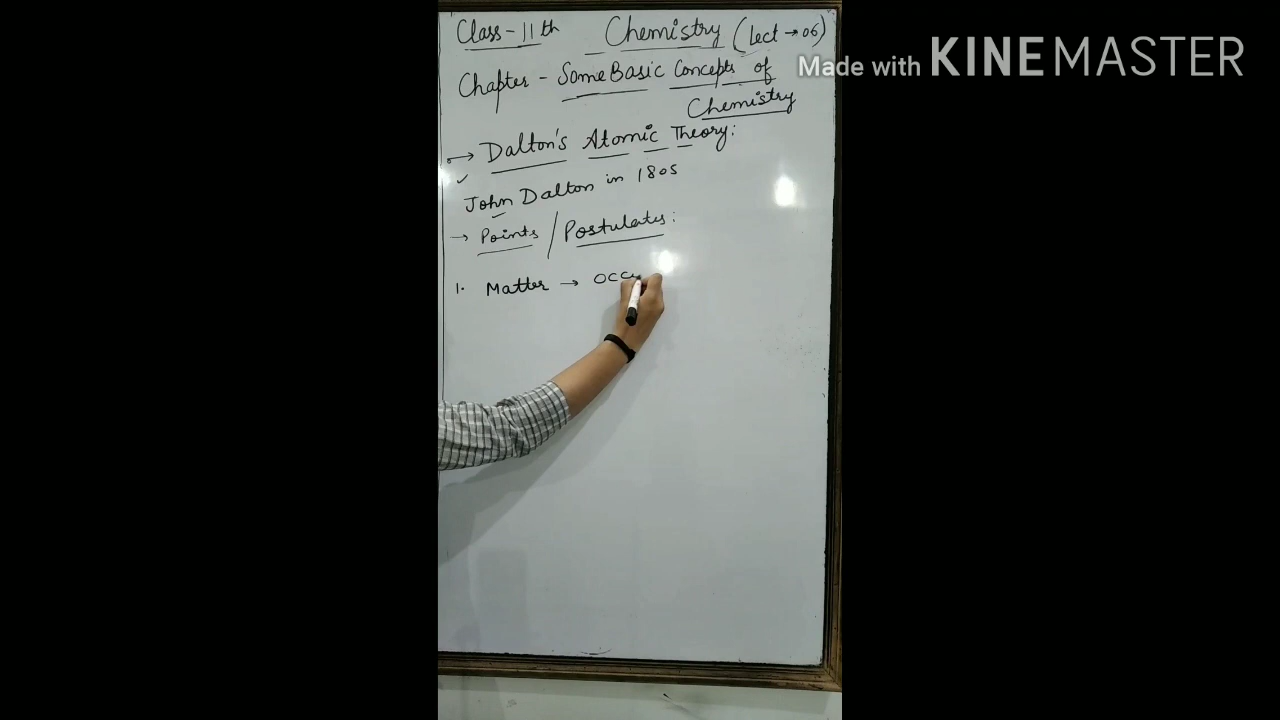 Class - 11th Chemistry (Lect → 06)
Chapter - Some Basic Concepts of
Chemistry
→ Dalton's Atomic Theory:
John Dalton in 1805
→ Points / Postulates:
1. Matter → occu
Made with KINEMASTER